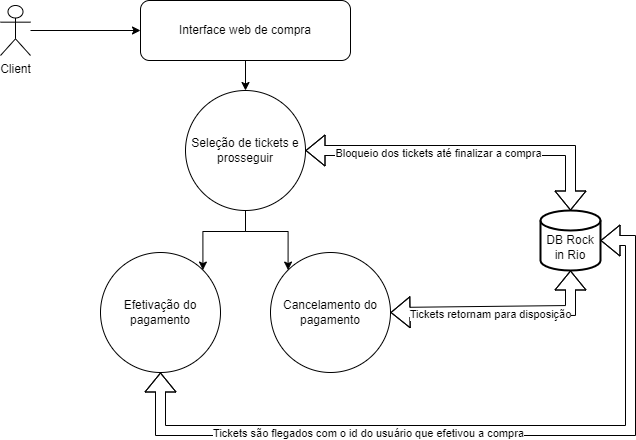 Interface web de compra
Client
Seleção de tickets e
prosseguir
Bloqueio dos tickets até finalizar a compra
DB Rock
in Rio
Efetivação do
pagamento
Cancelamento do
pagamento
Tickets retornam para disposição
Tickets são flegados com o id do usuário que efetivou a compra